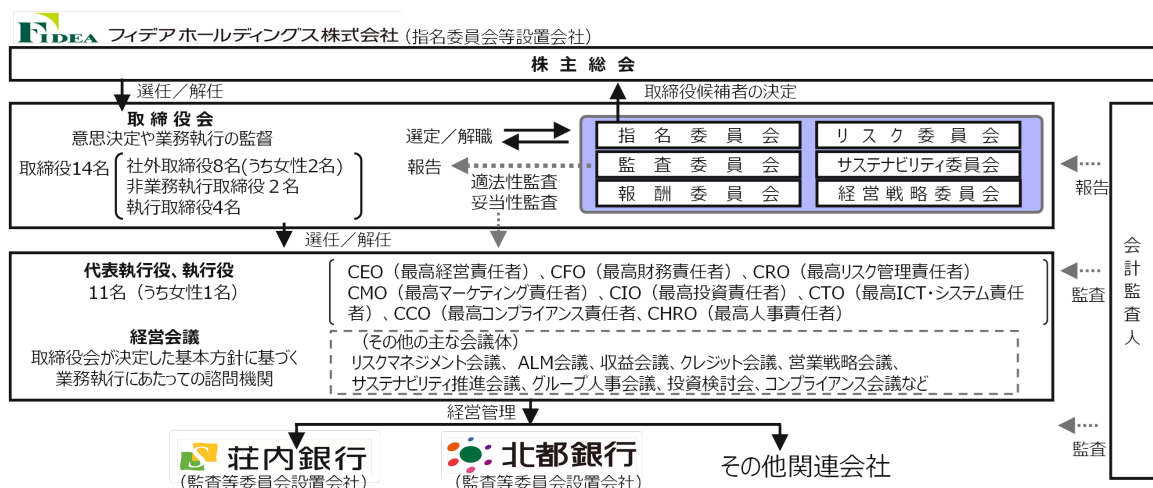 FIDEA フィデアホールディングス株式会社 (指名委員会等設置会社)
株主総会
選任／解任
取締役候補者の決定
取締役会
意思決定や業務執行の監督
取締役14名
社外取締役8名(うち女性2名)
非業務執行取締役２名
執行取締役4名
選定／解職
報告
適法性監査
妥当性監査
指名委員会
監査委員会
報酬委員会
リスク委員会
サステナビリティ委員会
経営戦略委員会
報告
会計監査人
選任／解任
代表執行役、執行役
11名（うち女性1名）
CEO（最高経営責任者）、CFO（最高財務責任者）、CRO（最高リスク管理責任者）
CMO（最高マーケティング責任者）、CIO（最高投資責任者）、CTO（最高ICT・システム責任
者）、CCO（最高コンプライアンス責任者、CHRO（最高人事責任者）
監査
経営会議
取締役会が決定した基本方針に基づく
業務執行にあたっての諮問機関
（その他の主な会議体）
リスクマネジメント会議、ALM会議、収益会議、クレジット会議、営業戦略会議、
サステナビリティ推進会議、グループ人事会議、投資検討会、コンプライアンス会議など
経営管理
監査
荘内銀行
(監査等委員会設置会社)
北都銀行
(監査等委員会設置会社)
その他関連会社